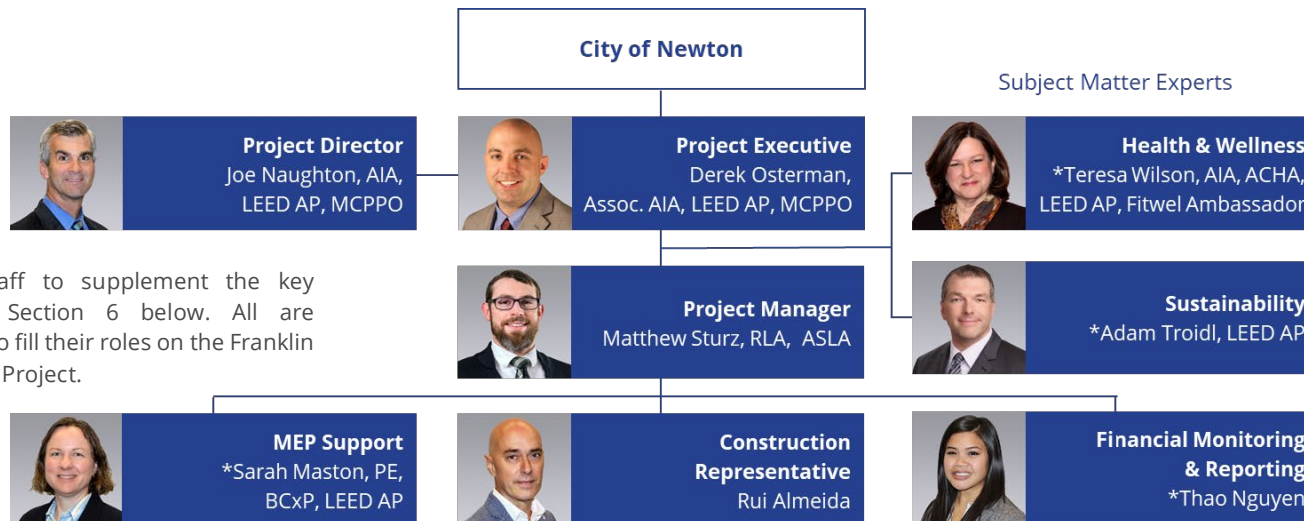 City of Newton
Subject Matter Experts
Project Director
Joe Naughton, AIA,
LEED AP, MCPPO
Project Executive
Derek Osterman,
Assoc. AIA, LEED AP, MCPPO
Health & Wellness
*Teresa Wilson, AIA, ACHA,
LEED AP, Fitwel Ambassador
to supplement the key
Section 6 below. All are
fill their roles on the Franklin
Project.
Project Manager
Matthew Sturz, RLA, ASLA
Sustainability
*Adam Troidl, LEED AP
MEP Support
*Sarah Maston, PE,
BCxP, LEED AP
Construction
Representative
Rui Almeida
Financial Monitoring
& Reporting
*Thao Nguyen